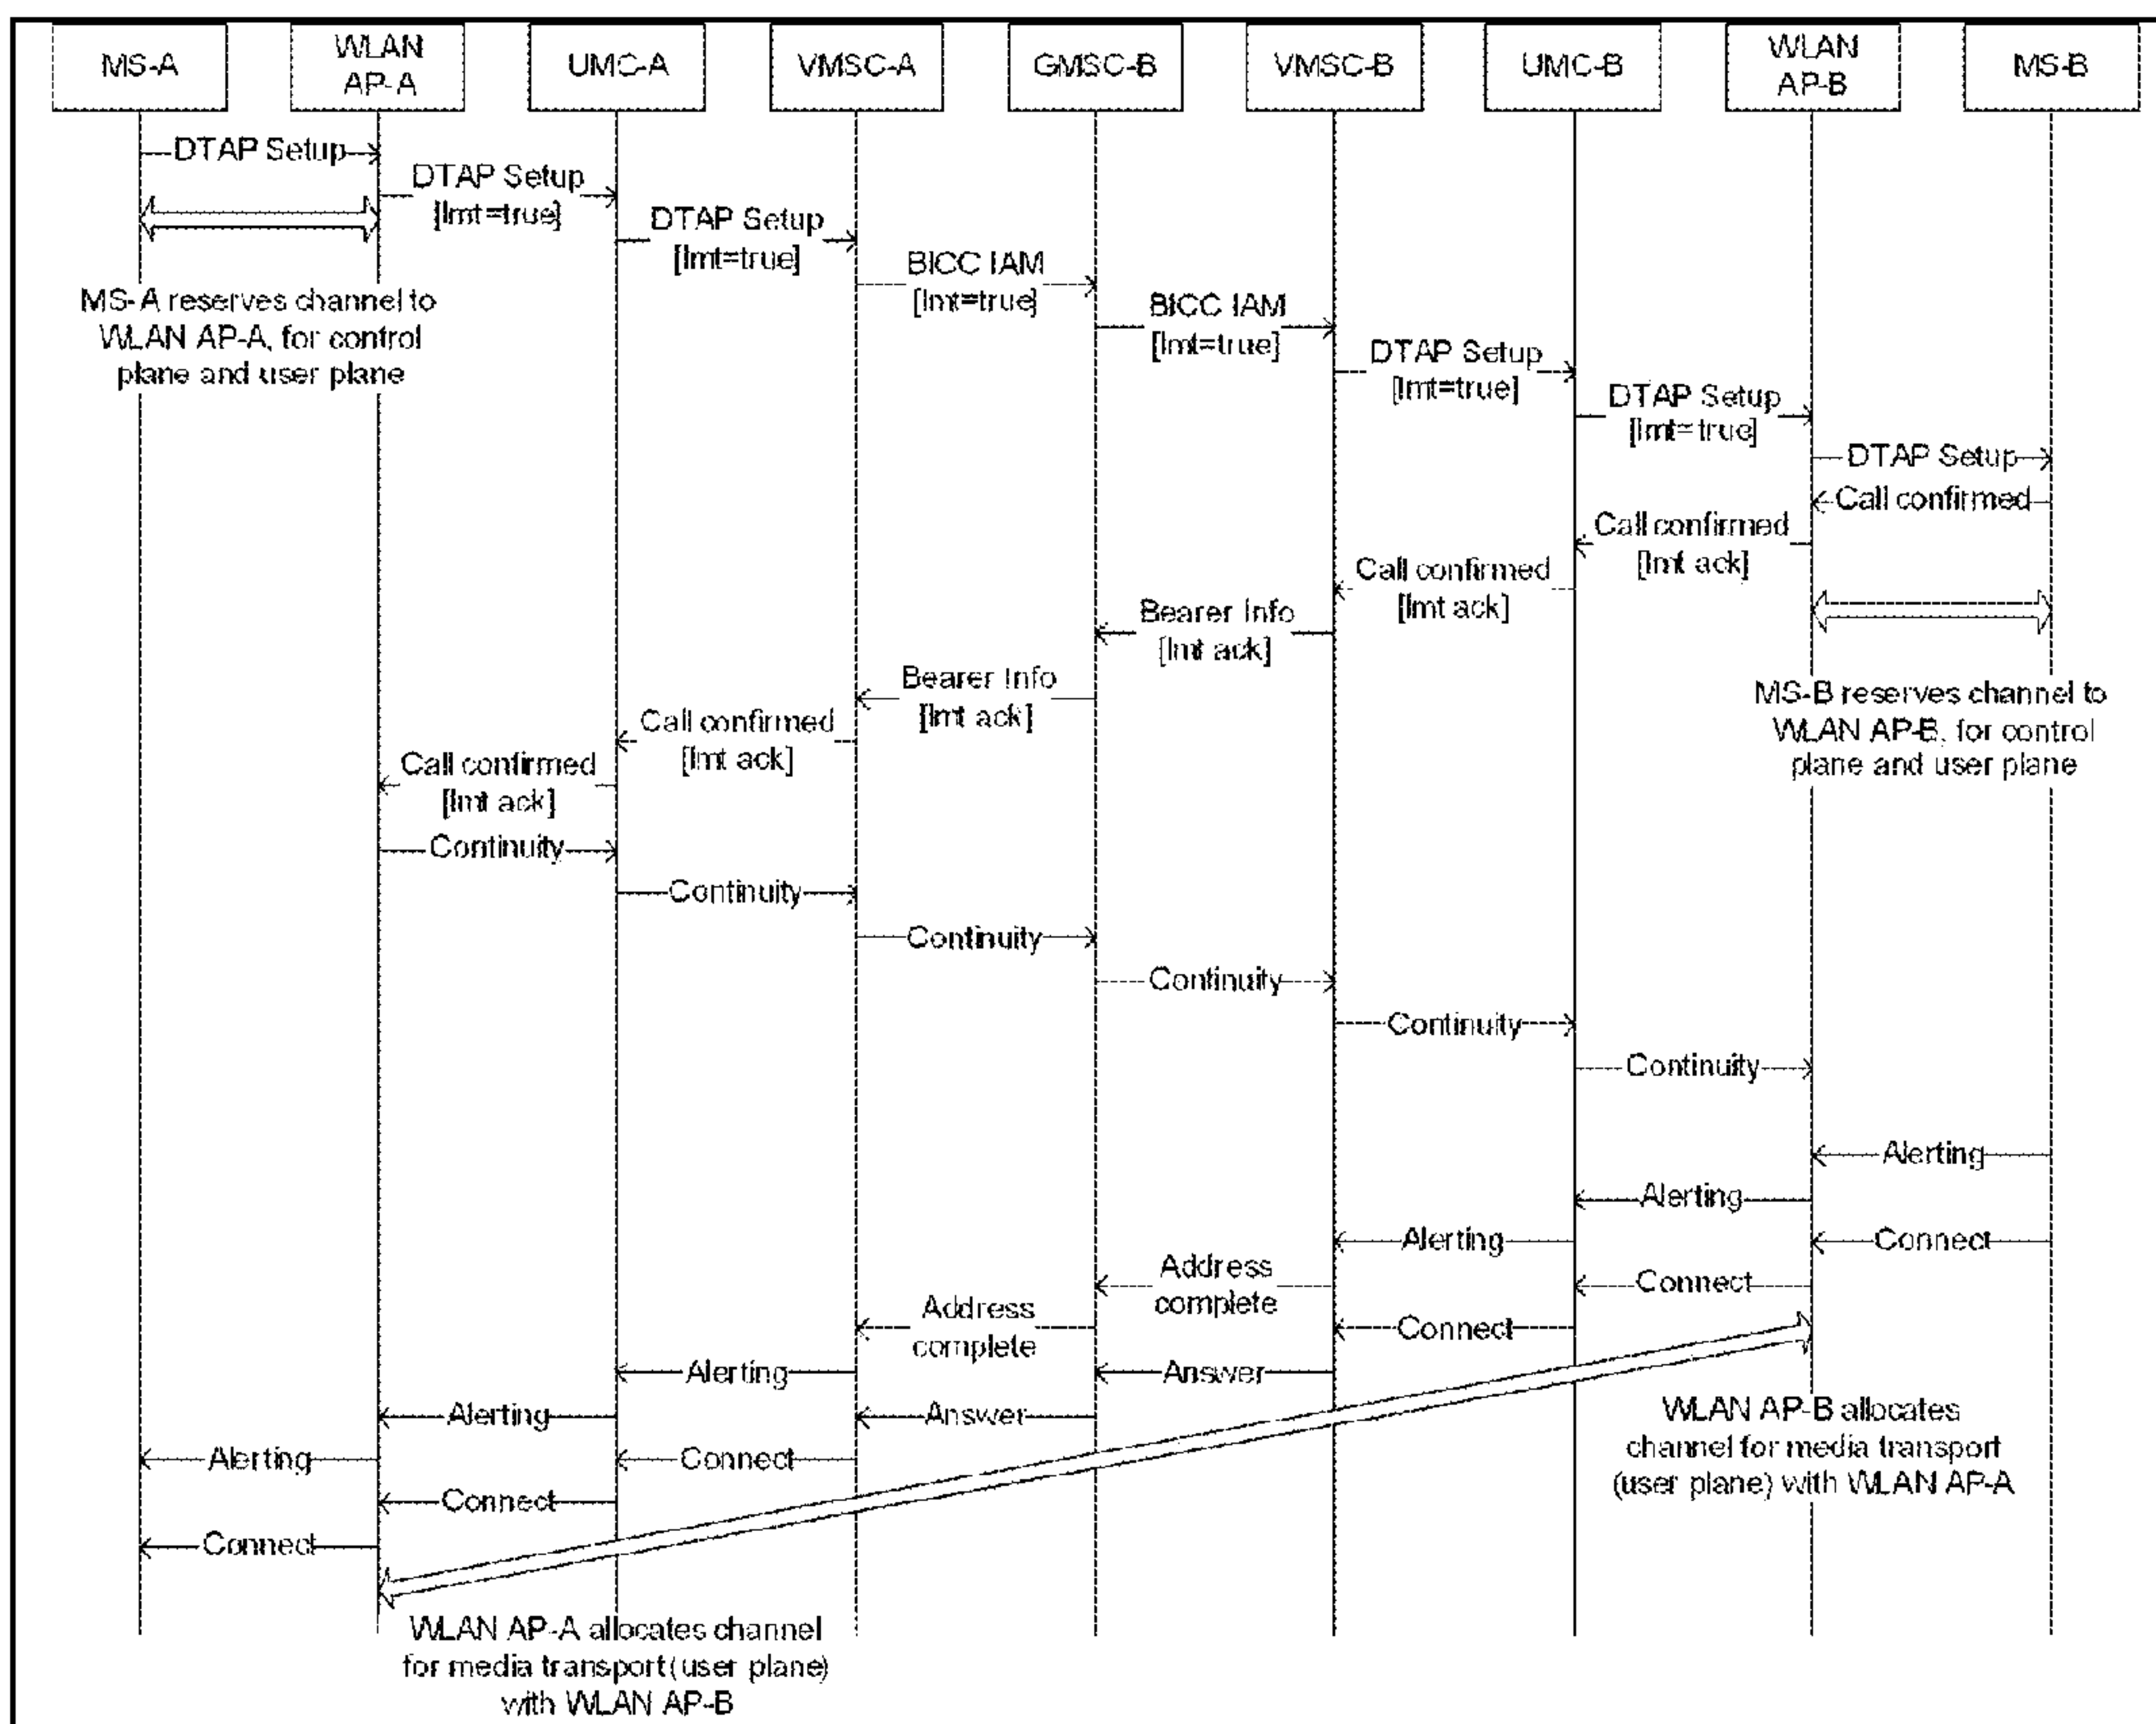 MS-A
WLAN
AP-A
UMC-A
VMSC-A
GMSC-B
VMSC-B
UMC-B
WLAN
AP-B
MS-B
DTAP Setup
DTAP Setup
[lmt=true]
DTAP Setup
[lmt=true]
BICC IAM
[lmt=true]
BICC IAM
[lmt=true]
DTAP Setup
[lmt=true]
DTAP Setup
[lmt=true]
DTAP Setup
MS-A reserves channel to
WLAN AP-A, for control
plane and user plane
Call confirmed
Call confirmed
[lmt ack]
Call confirmed
[lmt ack]
Bearer Info
[lmt ack]
Bearer Info
[lmt ack]
Call confirmed
[lmt ack]
Call confirmed
[lmt ack]
MS-B reserves channel to
WLAN AP-B, for control
plane and user plane
Continuity
Continuity
Continuity
Continuity
Continuity
Continuity
Alerting
Alerting
Alerting
Connect
Address
complete
Connect
Address
complete
Connect
Alerting
Answer
Alerting
Answer
Alerting
Connect
Connect
Connect
WLAN AP-B allocates
channel for media transport
(user plane) with WLAN AP-A
WLAN AP-A allocates channel
for media transport (user plane)
with WLAN AP-B